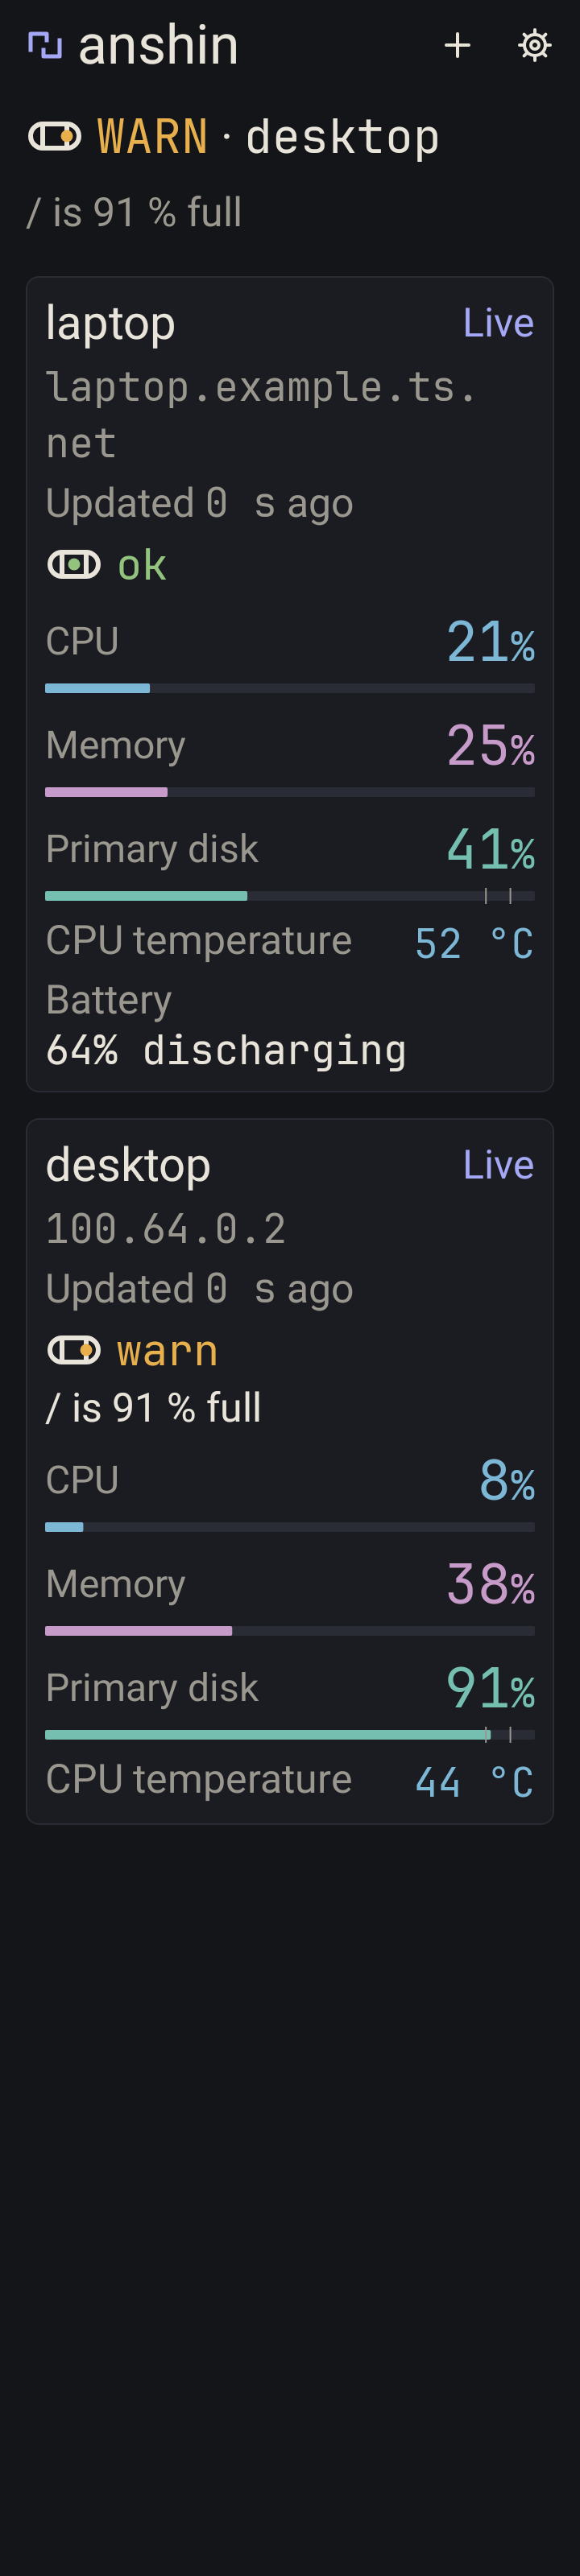 anshin
WARN · desktop
/ is 91 % full
laptop
Live
laptop.example.ts.
net
Updated 0 s ago
ok
CPU
21%
Memory
25%
Primary disk
41%
CPU temperature
52 °C
Battery
64% discharging
desktop
Live
100.64.0.2
Updated 0 s ago
warn
/ is 91 % full
CPU
8%
Memory
38%
Primary disk
91%
CPU temperature
44 °C